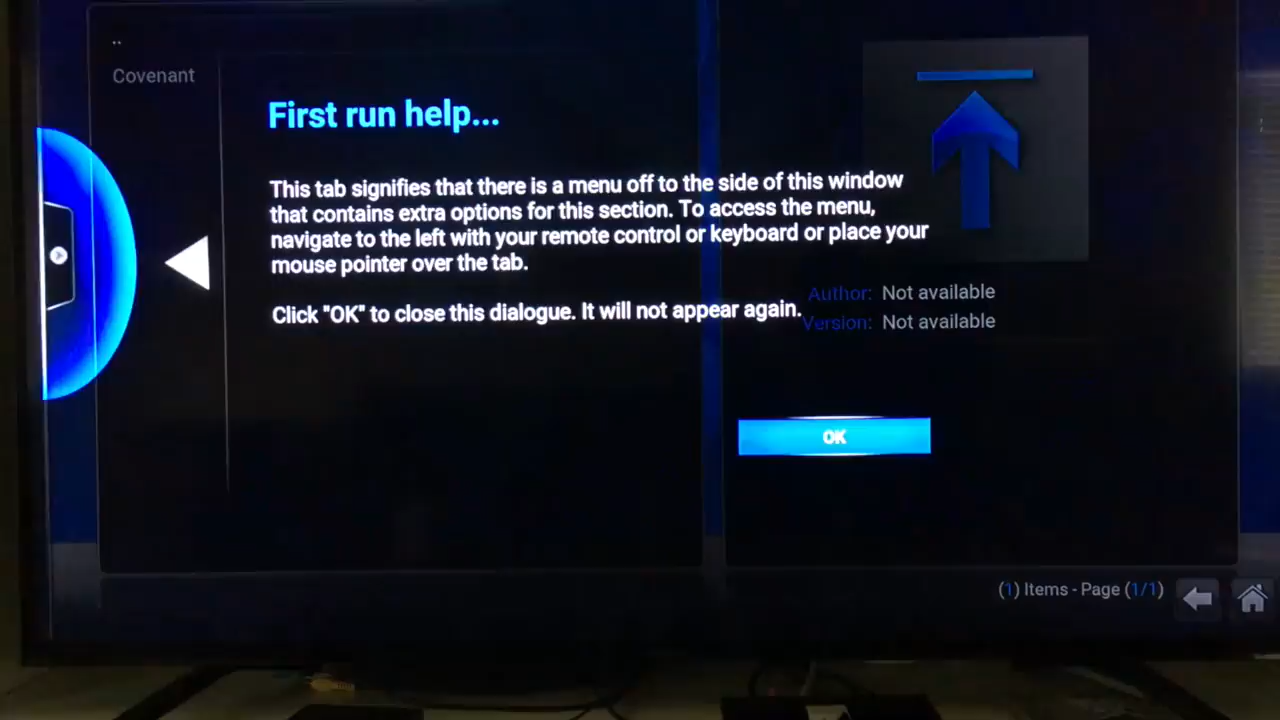 ..
Covenant
First run help...
This tab signifies that there is a menu off to the side of this window
that contains extra options for this section. To access the menu,
navigate to the left with your remote control or keyboard or place your
mouse pointer over the tab.
Click "OK" to close this dialogue. It will not appear again.
Author: Not available
Version: Not available
OK
(1) Items - Page (1/1)